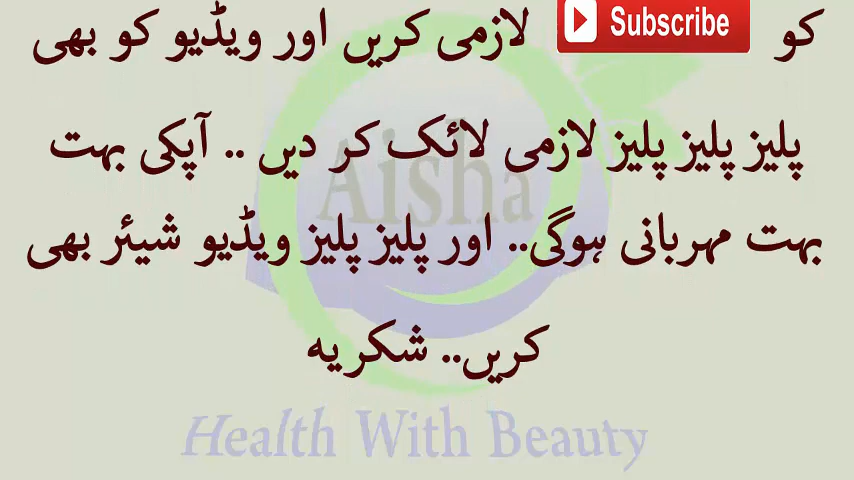 کو Subscribe لازمی کریں اور ویڈیو کو بھی
پلیز پلیز پلیز لازمی لائک کر دیں .. آپکی بہت
بہت مہربانی ہوگی.. اور پلیز پلیز ویڈیو شیئر بھی
کریں.. شکریہ
Aisha
Health With Beauty